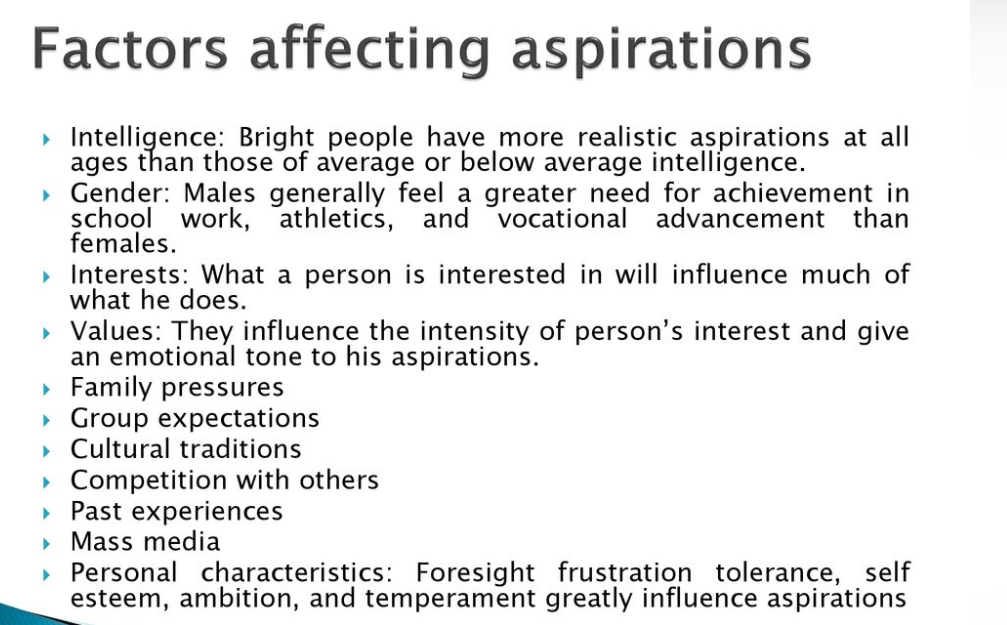 Factors affecting aspirations
Intelligence: Bright people have more realistic aspirations at all
ages than those of average or below average intelligence.
Gender: Males generally feel a greater need for achievement in
school work, athletics, and vocational advancement than
females.
Interests: What a person is interested in will influence much of
what he does.
Values: They influence the intensity of person’s interest and give
an emotional tone to his aspirations.
Family pressures
Group expectations
Cultural traditions
Competition with others
Past experiences
Mass media
Personal characteristics: Foresight frustration tolerance, self
esteem, ambition, and temperament greatly influence aspirations